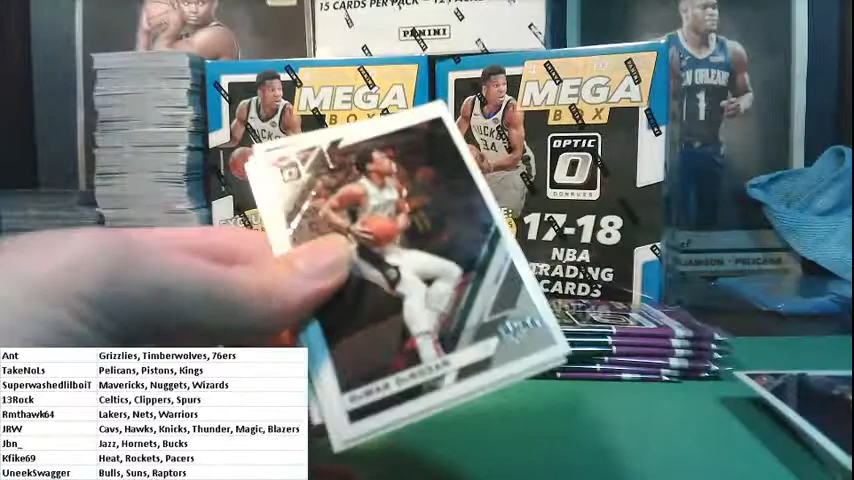 15 CARDS PER PACK
PANINI
MEGA
BOX
MEGA
BOX
NEW ORLEANS
1
BUCKS
BUCKS
34
OPTIC
DONRUSS
17-18
NBA
TRADING
CARDS
DeMAR DeROZAN
Ant Grizzlies, Timberwolves, 76ers
TakeNoLs Pelicans, Pistons, Kings
SuperwashedlilboiT Mavericks, Nuggets, Wizards
13Rock Celtics, Clippers, Spurs
Rmthawk64 Lakers, Nets, Warriors
JRW Cavs, Hawks, Knicks, Thunder, Magic, Blazers
Jbn_ Jazz, Hornets, Bucks
Kfike69 Heat, Rockets, Pacers
UneekSwagger Bulls, Suns, Raptors